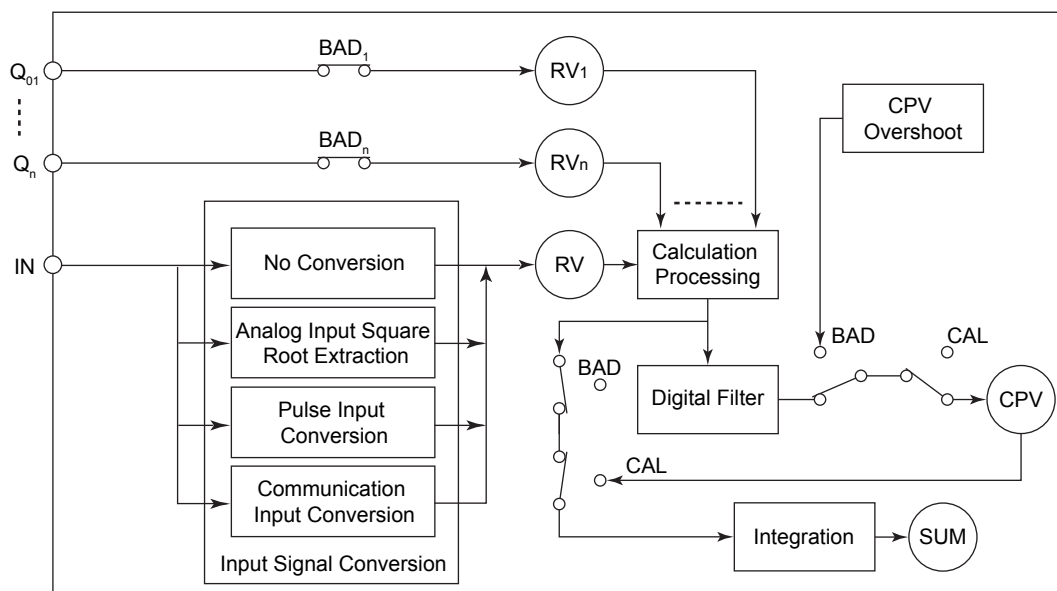 BAD1
Q01
RV1
CPV
Overshoot
BADn
Qn
RVn
IN
No Conversion
RV
Calculation
Processing
Analog Input Square
Root Extraction
BAD
CAL
BAD
Digital Filter
CPV
Pulse Input
Conversion
CAL
Communication
Input Conversion
Integration
SUM
Input Signal Conversion